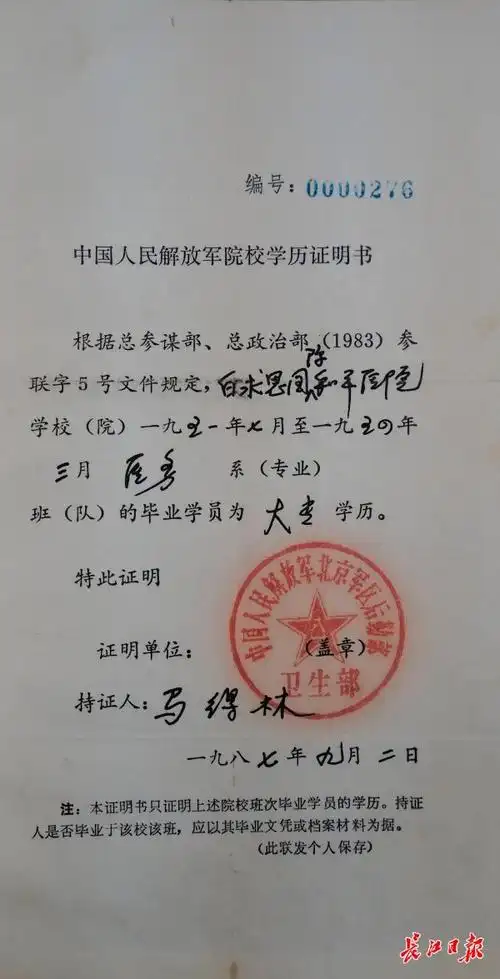 编号：0000276
中国人民解放军院校学历证明书
根据总参谋部、总政治部（1983）参
联字5号文件规定，白求恩国际和平医院
学校（院）一九五一年七月至一九五四年
三月 医务 系（专业）
班（队）的毕业学员为 大专 学历。
特此证明
中国人民解放军北京军区后勤部
卫生部
证明单位：（盖章）
持证人：马得林
一九八七年九月二日
注：本证明书只证明上述院校班次毕业学员的学历。持证
人是否毕业于该校该班，应以其毕业文凭或档案材料为据。
（此联发个人保存）
长江日报